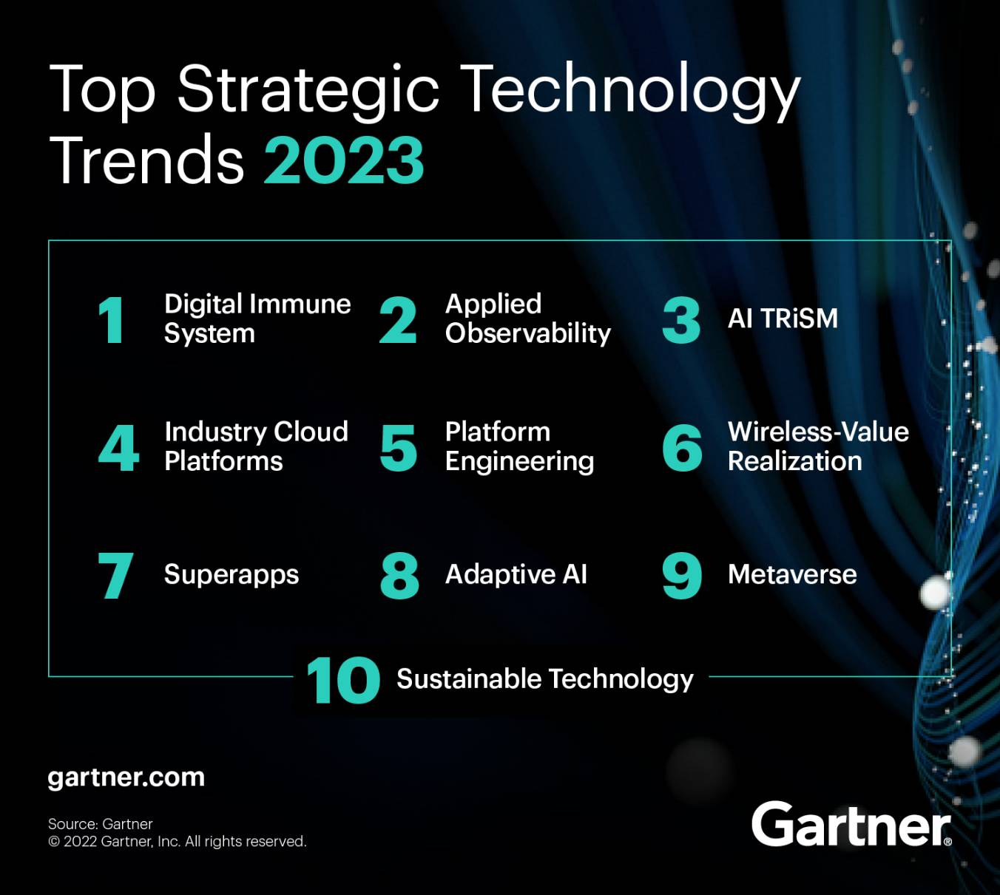 Top Strategic Technology
Trends 2023
1 Digital Immune
System
2 Applied
Observability
3 AI TRiSM
4 Industry Cloud
Platforms
5 Platform
Engineering
6 Wireless-Value
Realization
7 Superapps
8 Adaptive AI
9 Metaverse
10 Sustainable Technology
gartner.com
Source: Gartner
© 2022 Gartner, Inc. All rights reserved.
Gartner®